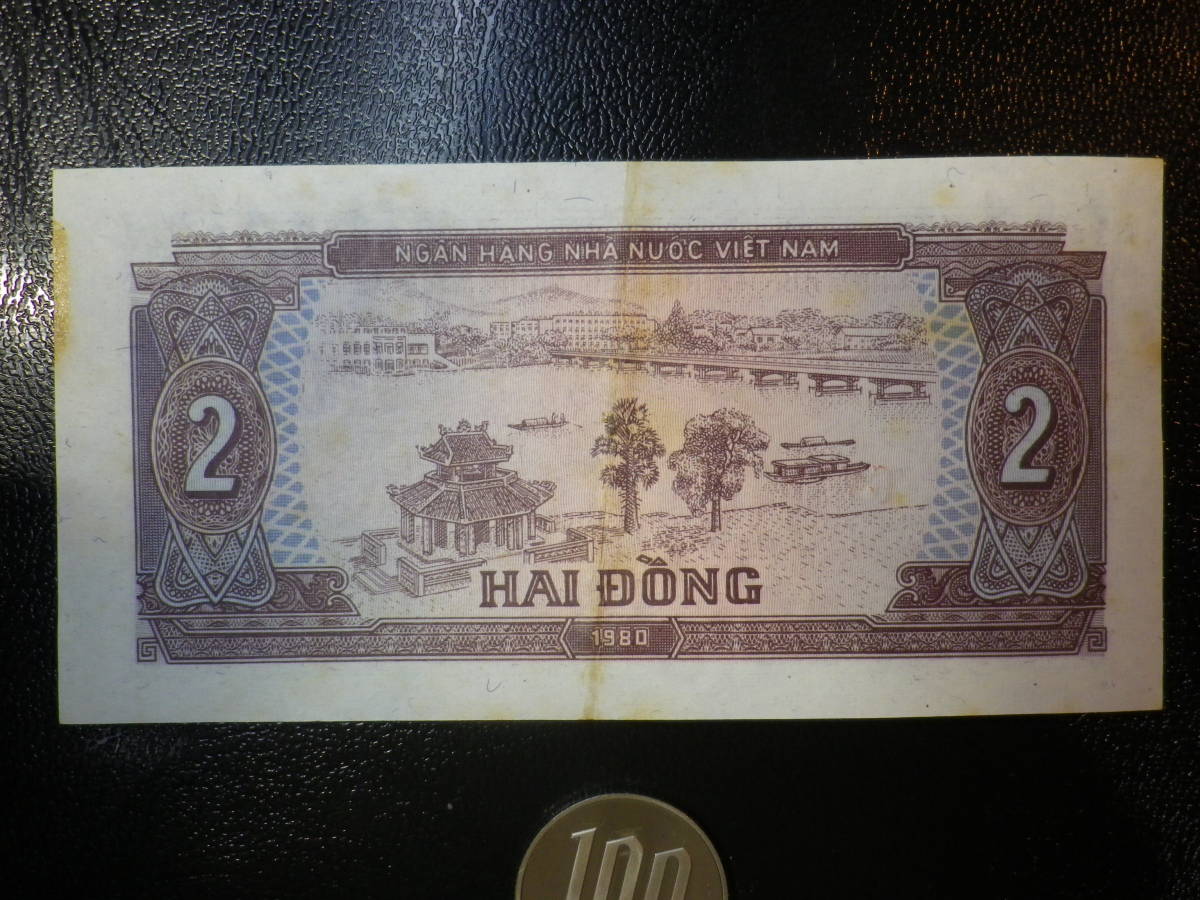 NGÂN HÀNG NHÀ NƯỚC VIỆT NAM
2
2
HAI ĐỒNG
1980
100